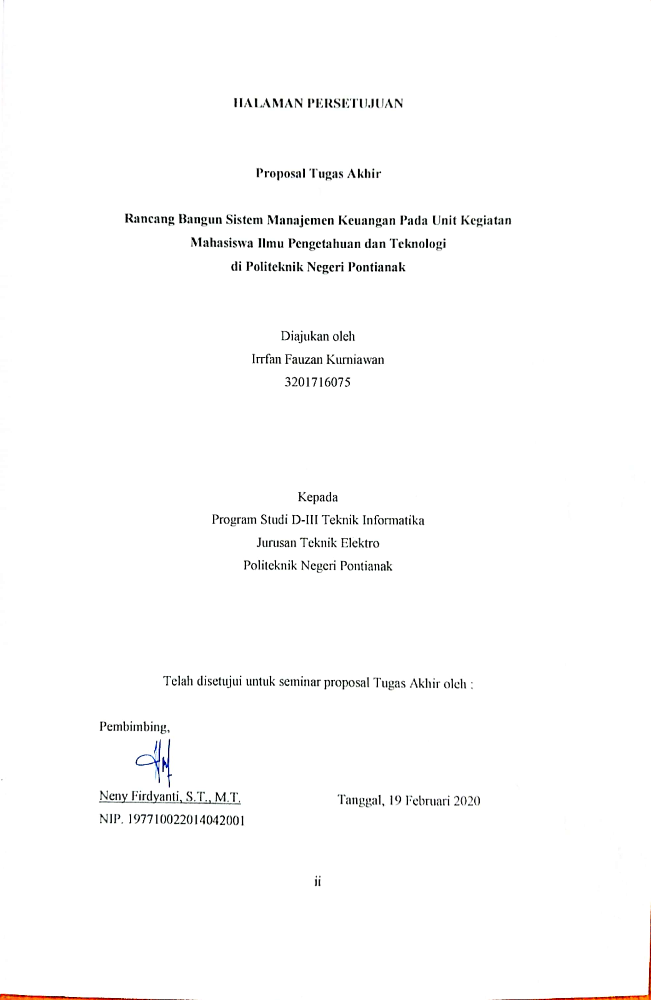 HALAMAN PERSETUJUAN
Proposal Tugas Akhir
Rancang Bangun Sistem Manajemen Keuangan Pada Unit Kegiatan
Mahasiswa Ilmu Pengetahuan dan Teknologi
di Politeknik Negeri Pontianak
Diajukan oleh
Irrfan Fauzan Kurniawan
3201716075
Kepada
Program Studi D-III Teknik Informatika
Jurusan Teknik Elektro
Politeknik Negeri Pontianak
Telah disetujui untuk seminar proposal Tugas Akhir oleh :
Pembimbing,
Neny Firdyanti, S.T., M.T.
Tanggal, 19 Februari 2020
NIP. 197710022014042001
ii